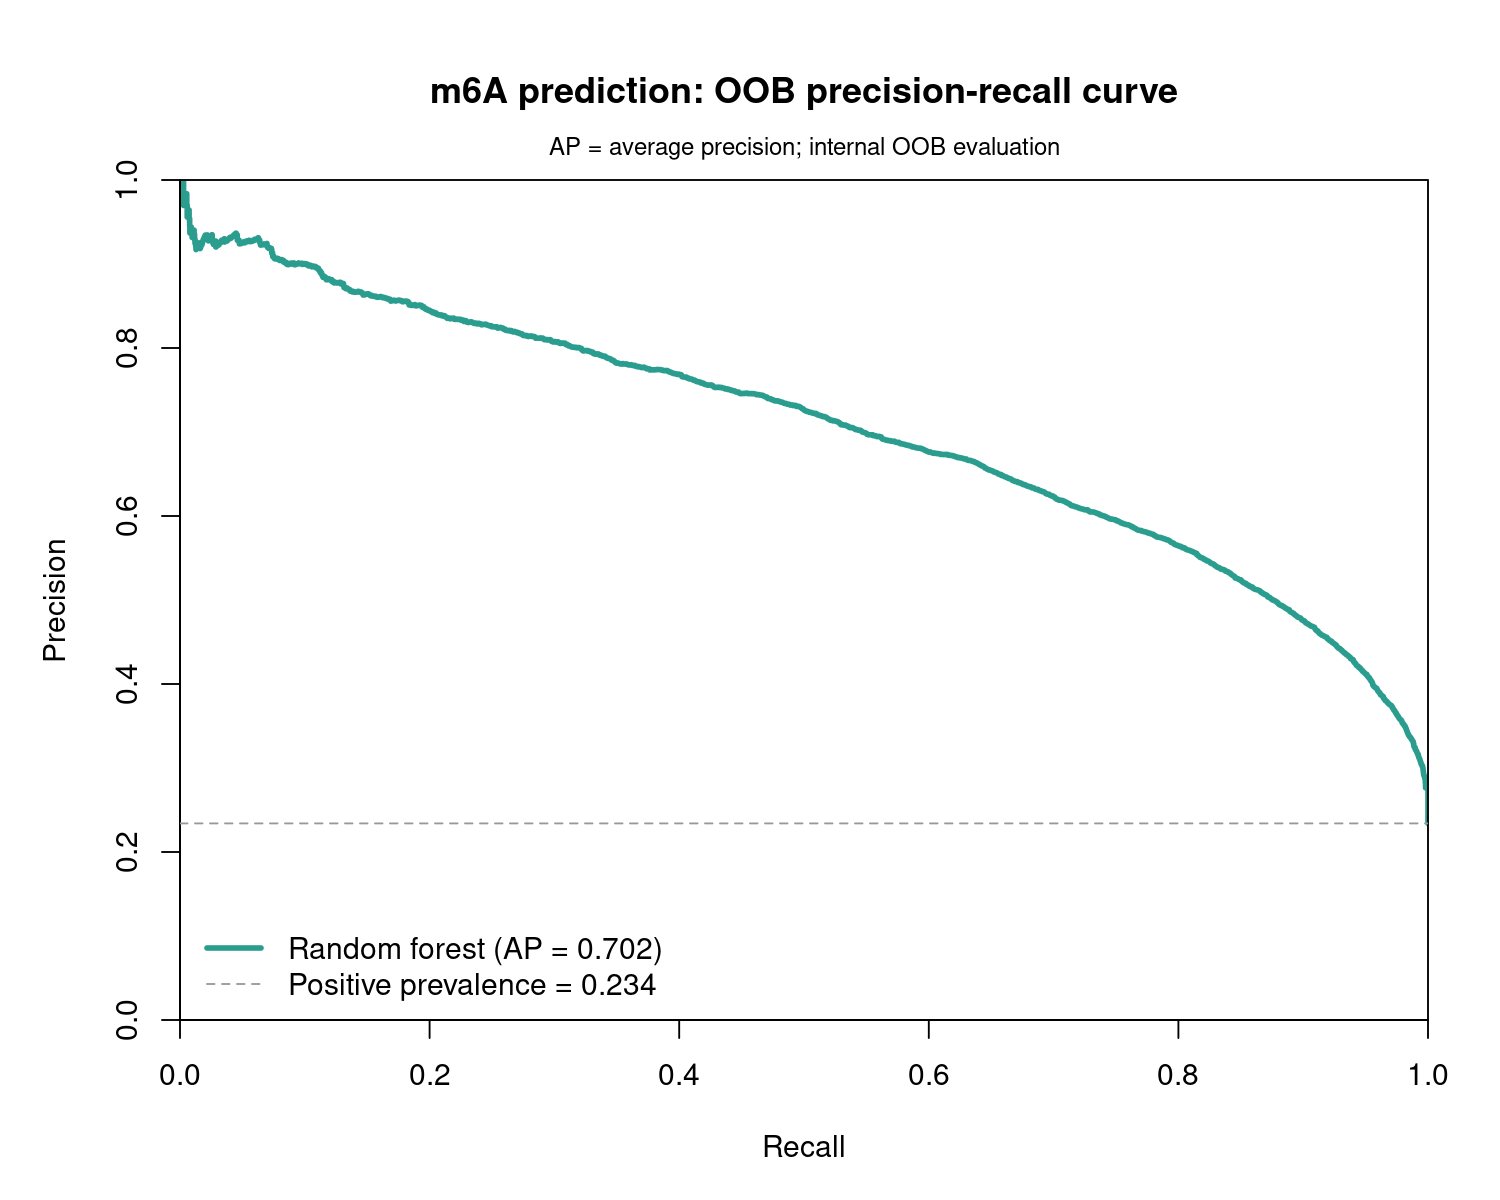 m6A prediction: OOB precision-recall curve
AP = average precision; internal OOB evaluation
1.0
0.8
0.6
0.4
0.2
0.0
Precision
Random forest (AP = 0.702)
Positive prevalence = 0.234
0.0 0.2 0.4 0.6 0.8 1.0
Recall